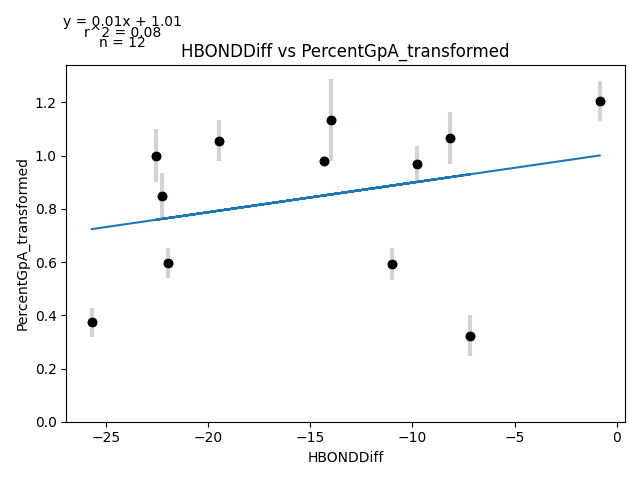 y = 0.01x + 1.01
r^2 = 0.08
n = 12
HBONDDiff vs PercentGpA_transformed
1.2
1.0
0.8
0.6
0.4
0.2
0.0
PercentGpA_transformed
−25
−20
−15
−10
−5
0
HBONDDiff